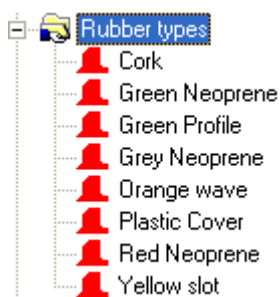 Rubber types
Cork
Green Neoprene
Green Profile
Grey Neoprene
Orange wave
Plastic Cover
Red Neoprene
Yellow slot